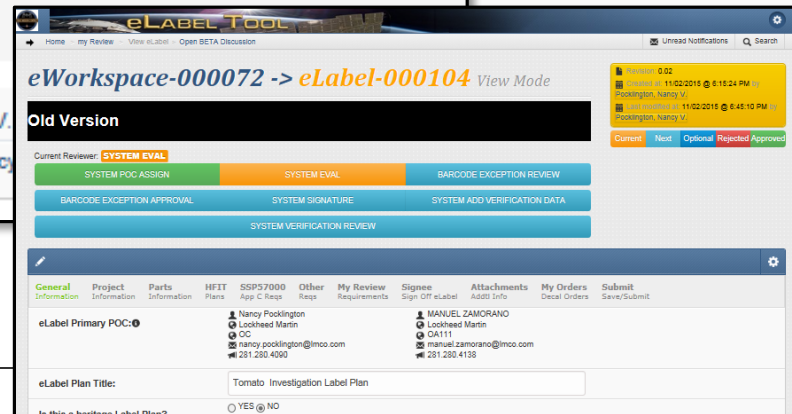 eLABEL TOOL
Home my Review View eLabel Open BETA Discussion
Unread Notifications Search
eWorkspace-000072 -> eLabel-000104 View Mode
Revision: 0.02
Created at: 11/02/2015 @ 6:15:24 PM by
Pocklington, Nancy V.
Last modified at: 11/02/2015 @ 6:45:10 PM by
Pocklington, Nancy V.
Old Version
Current Next Optional Rejected Approved
Current Reviewer: SYSTEM EVAL
SYSTEM POC ASSIGN SYSTEM EVAL BARCODE EXCEPTION REVIEW
BARCODE EXCEPTION APPROVAL SYSTEM SIGNATURE SYSTEM ADD VERIFICATION DATA
SYSTEM VERIFICATION REVIEW
General Project Parts HFIT SSP57000 Other My Review Signee Attachments My Orders Submit
Information Information Information Plans App C Reqs Reqs Requirements Sign Off eLabel Addtl Info Decal Orders Save/Submit
eLabel Primary POC:
Nancy Pocklington
Lockheed Martin
OC
nancy.pocklington@lmco.com
281.280.4090
MANUEL ZAMORANO
Lockheed Martin
OA111
manuel.zamorano@lmco.com
281.280.4138
eLabel Plan Title: Tomato Investigation Label Plan
Is this a heritage Label Plan? YES NO